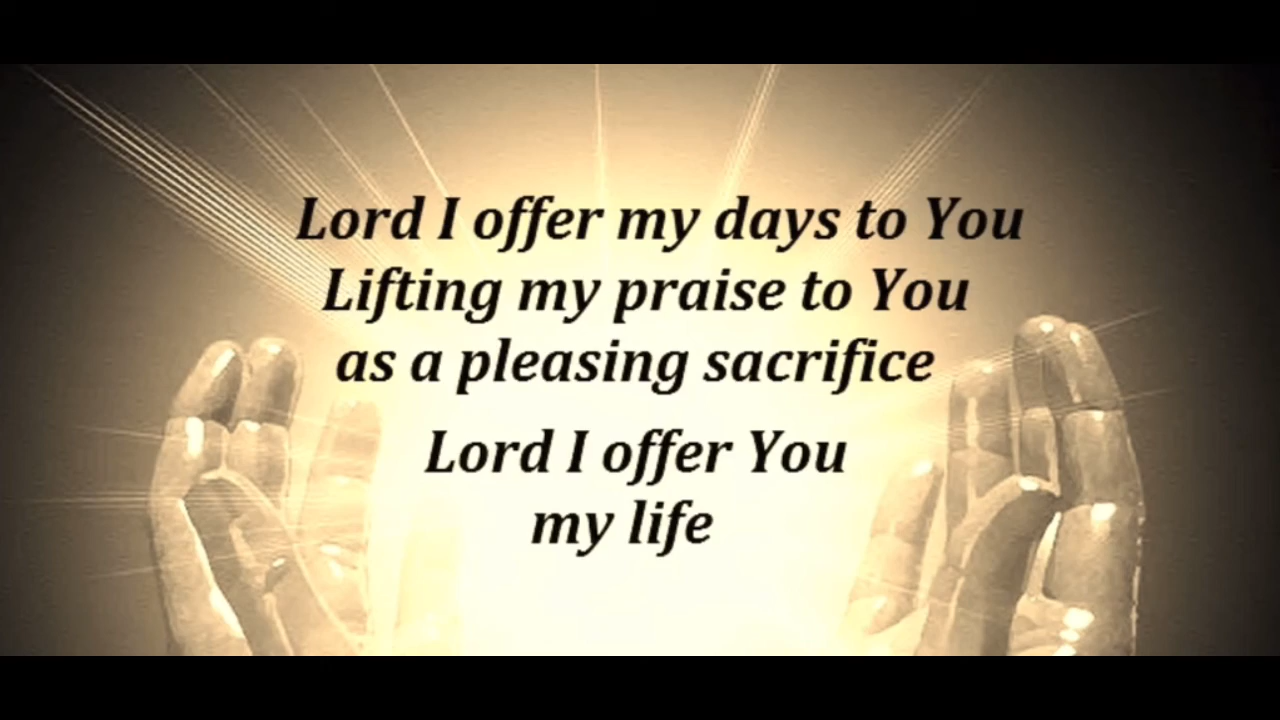 Lord I offer my days to You
Lifting my praise to You
as a pleasing sacrifice
Lord I offer You
my life